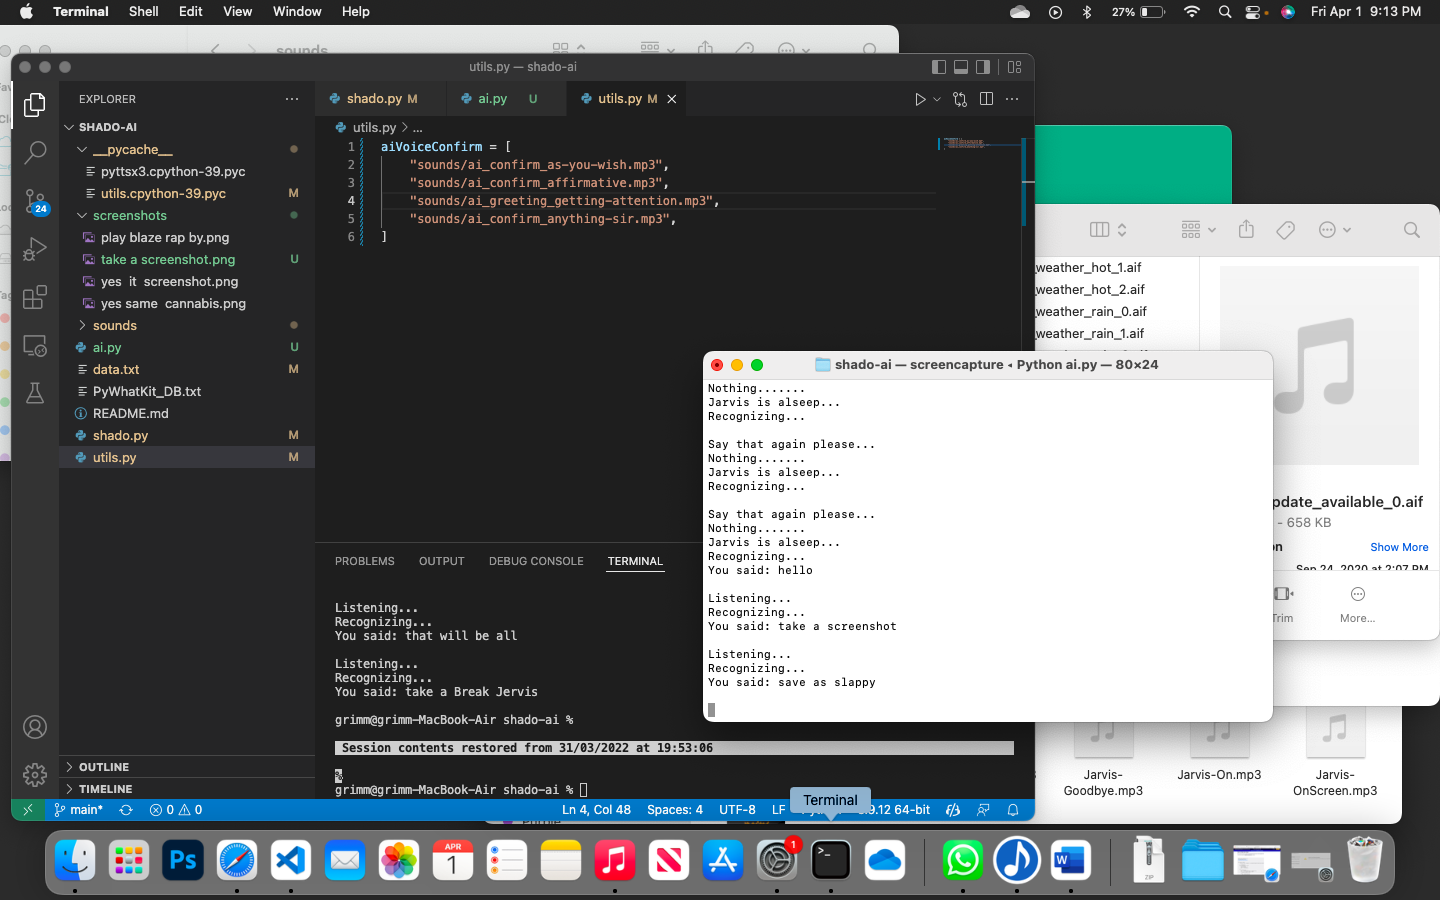 Terminal Shell Edit View Window Help
27% Fri Apr 1 9:13 PM
sounds
utils.py — shado-ai
EXPLORER
shado.py M ai.py U utils.py M
SHADO-AI
utils.py > ...
__pycache__
pyttsx3.cpython-39.pyc
utils.cpython-39.pyc M
24
screenshots
play blaze rap by.png
take a screenshot.png U
yes it screenshot.png
yes same cannabis.png
sounds
ai.py U
data.txt M
PyWhatKit_DB.txt
README.md
shado.py M
utils.py M
OUTLINE
TIMELINE
1 aiVoiceConfirm = [
2 "sounds/ai_confirm_as-you-wish.mp3",
3 "sounds/ai_confirm_affirmative.mp3",
4 "sounds/ai_greeting_getting-attention.mp3",
5 "sounds/ai_confirm_anything-sir.mp3",
6 ]
PROBLEMS OUTPUT DEBUG CONSOLE TERMINAL
Listening...
Recognizing...
You said: that will be all
Listening...
Recognizing...
You said: take a Break Jervis
grimm@grimm-MacBook-Air shado-ai %
Session contents restored from 31/03/2022 at 19:53:06
%
grimm@grimm-MacBook-Air shado-ai %
main* 0 0 Ln 4, Col 48 Spaces: 4 UTF-8 LF 64-bit
shado-ai — screencapture ◂ Python ai.py — 80×24
Nothing.......
Jarvis is alseep...
Recognizing...
Say that again please...
Nothing.......
Jarvis is alseep...
Recognizing...
Say that again please...
Nothing.......
Jarvis is alseep...
Recognizing...
You said: hello
Listening...
Recognizing...
You said: take a screenshot
Listening...
Recognizing...
You said: save as slappy
_weather_hot_1.aif
_weather_hot_2.aif
_weather_rain_0.aif
_weather_rain_1.aif
pdate_available_0.aif
- 658 KB
Show More
Sep 24, 2020 at 2:07 PM
Trim More...
Jarvis-
Goodbye.mp3
Jarvis-On.mp3
Jarvis-
OnScreen.mp3
Terminal
Ps
APR
1
1
>_
W
ZIP